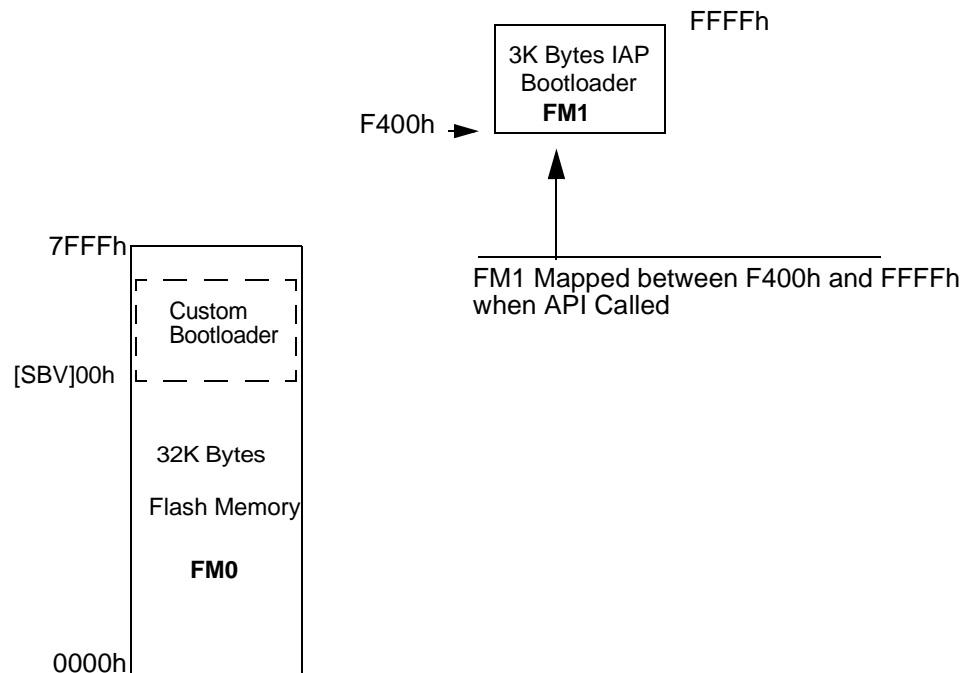 FFFFh
3K Bytes IAP
Bootloader
FM1
F400h
7FFFh
FM1 Mapped between F400h and FFFFh
when API Called
Custom
Bootloader
[SBV]00h
32K Bytes
Flash Memory
FM0
0000h